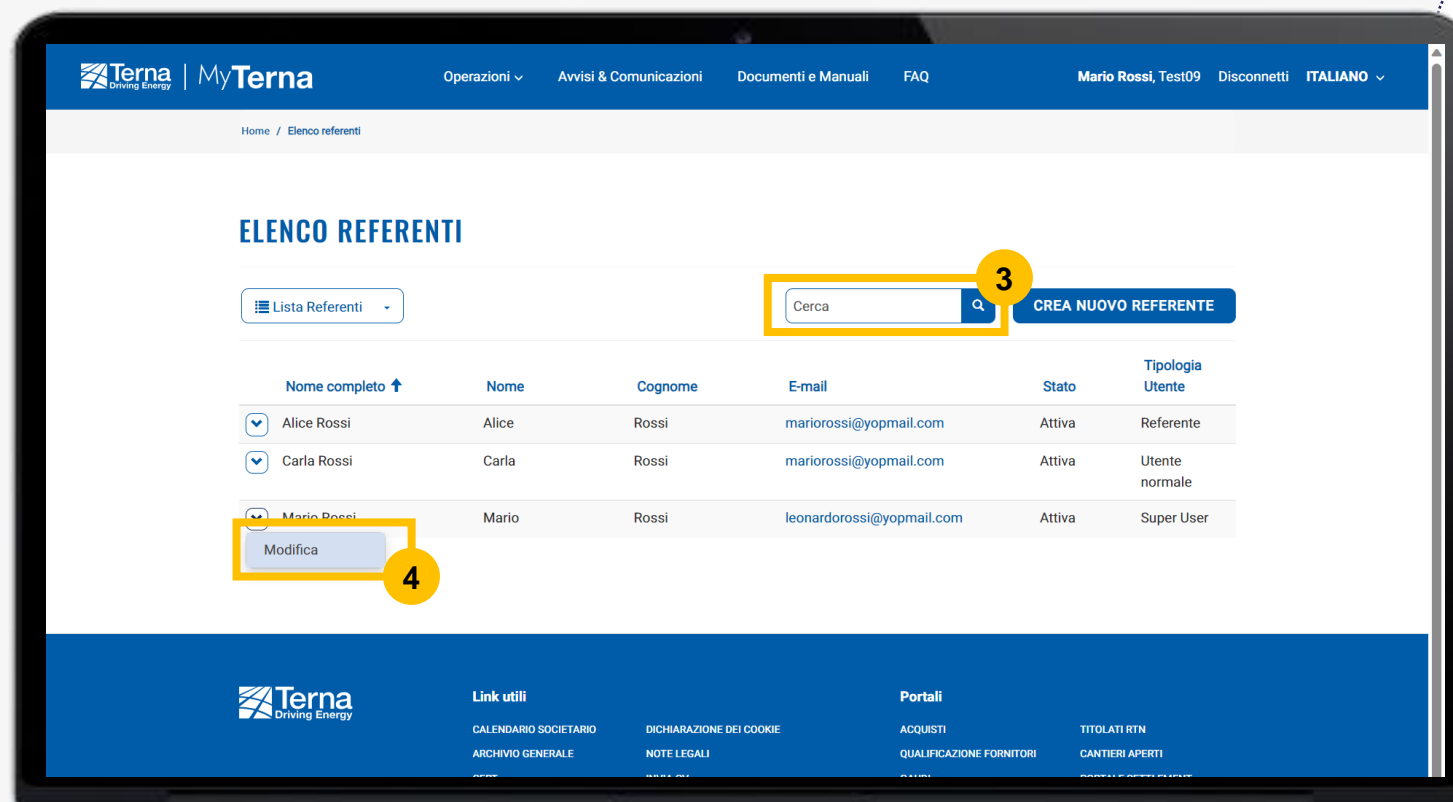 Terna Driving Energy | MyTerna Operazioni Avvisi & Comunicazioni Documenti e Manuali FAQ Mario Rossi, Test09 Disconnetti ITALIANO
Home / Elenco referenti
ELENCO REFERENTI
3
Lista Referenti Cerca CREA NUOVO REFERENTE
Nome completo Nome Cognome E-mail Stato Tipologia Utente
Alice Rossi Alice Rossi mariorossi@yopmail.com Attiva Referente
Carla Rossi Carla Rossi mariorossi@yopmail.com Attiva Utente normale
Mario Rossi Mario Rossi leonardorossi@yopmail.com Attiva Super User
Modifica
4
Terna Driving Energy
Link utili Portali
CALENDARIO SOCIETARIO DICHIARAZIONE DEI COOKIE ACQUISTI TITOLATI RTN
ARCHIVIO GENERALE NOTE LEGALI QUALIFICAZIONE FORNITORI CANTIERI APERTI